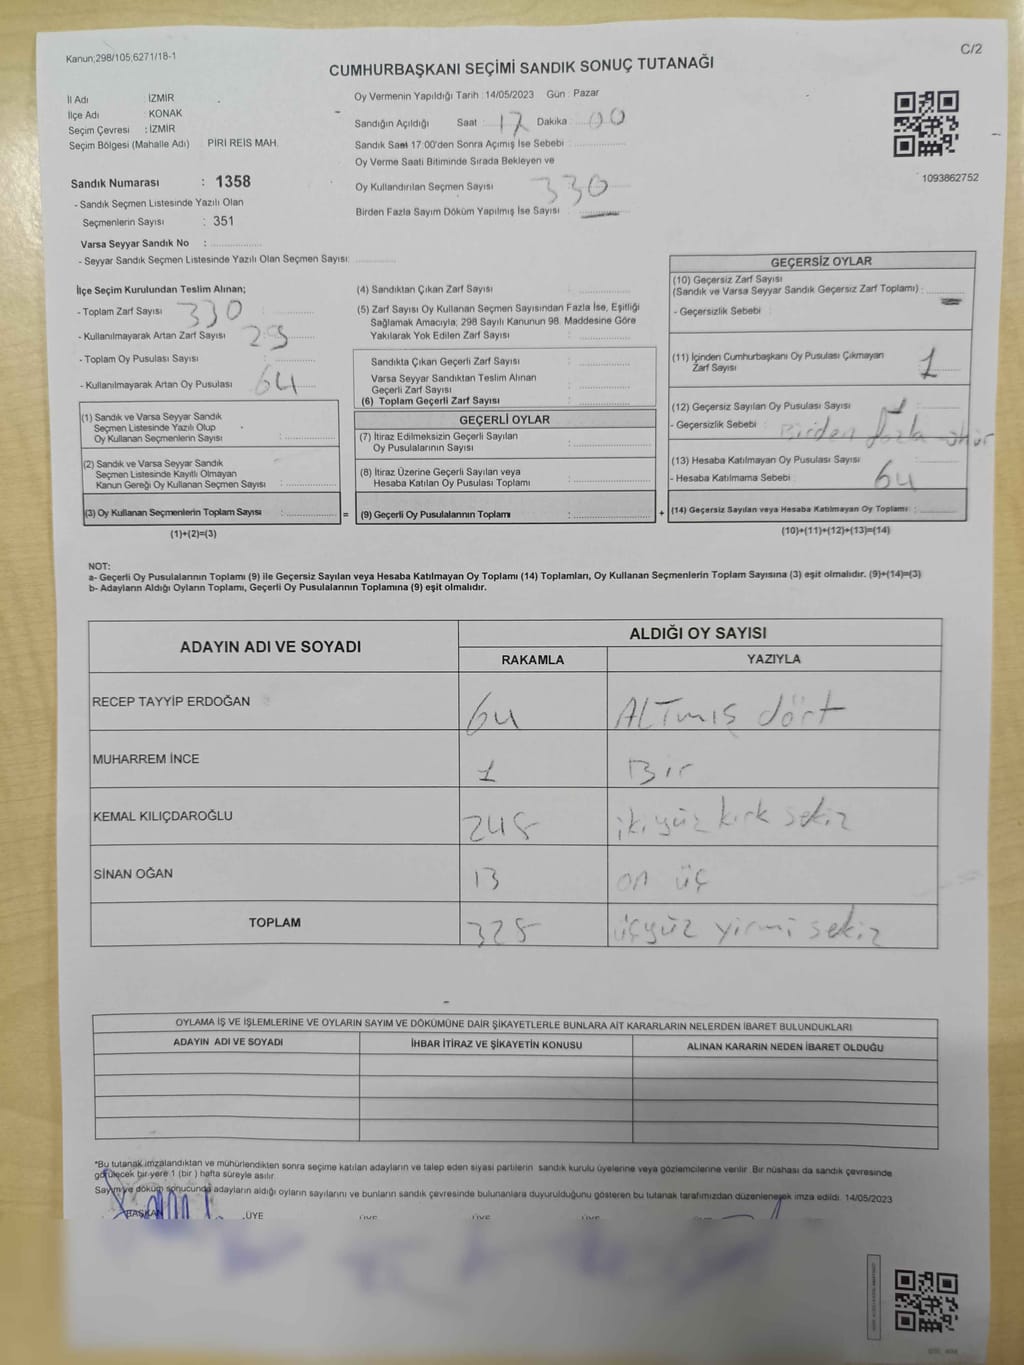 Kanun;298/105,6271/18-1
C/2
CUMHURBAŞKANI SEÇİMİ SANDIK SONUÇ TUTANAĞI
İl Adı : İZMİR
İlçe Adı : KONAK
Seçim Çevresi : İZMİR
Seçim Bölgesi (Mahalle Adı) PİRİ REİS MAH.
Oy Vermenin Yapıldığı Tarih : 14/05/2023 Gün : Pazar
Sandığın Açıldığı Saat : 17 Dakika : 00
Sandık Saat 17:00'den Sonra Açımış İse Sebebi :
Oy Verme Saati Bitiminde Sırada Bekleyen ve
Oy Kullandırılan Seçmen Sayısı : 330
Birden Fazla Sayım Döküm Yapılmış İse Sayısı :
1093862752
Sandık Numarası : 1358
- Sandık Seçmen Listesinde Yazılı Olan
Seçmenlerin Sayısı : 351
Varsa Seyyar Sandık No :
- Seyyar Sandık Seçmen Listesinde Yazılı Olan Seçmen Sayısı:
İlçe Seçim Kurulundan Teslim Alınan;
- Toplam Zarf Sayısı : 330
- Kullanılmayarak Artan Zarf Sayısı :
- Toplam Oy Pusulası Sayısı :
- Kullanılmayarak Artan Oy Pusulası : 64
(1) Sandık ve Varsa Seyyar Sandık
Seçmen Listesinde Yazılı Olup
Oy Kullanan Seçmenlerin Sayısı :
(2) Sandık ve Varsa Seyyar Sandık
Seçmen Listesinde Kayıtlı Olmayan
Kanun Gereği Oy Kullanan Seçmen Sayısı :
(3) Oy Kullanan Seçmenlerin Toplam Sayısı : =
(1)+(2)=(3)
(4) Sandıktan Çıkan Zarf Sayısı :
(5) Zarf Sayısı Oy Kullanan Seçmen Sayısından Fazla İse, Eşitliği
Sağlamak Amacıyla; 298 Sayılı Kanunun 98. Maddesine Göre
Yakılarak Yok Edilen Zarf Sayısı :
Sandıkta Çıkan Geçerli Zarf Sayısı :
Varsa Seyyar Sandıktan Teslim Alınan
Geçerli Zarf Sayısı :
(6) Toplam Geçerli Zarf Sayısı :
GEÇERLİ OYLAR
(7) İtiraz Edilmeksizin Geçerli Sayılan
Oy Pusulalarının Sayısı :
(8) İtiraz Üzerine Geçerli Sayılan veya
Hesaba Katılan Oy Pusulası Toplamı :
(9) Geçerli Oy Pusulalarının Toplamı : +
GEÇERSİZ OYLAR
(10) Geçersiz Zarf Sayısı
(Sandık ve Varsa Seyyar Sandık Geçersiz Zarf Toplamı) :
- Geçersizlik Sebebi :
(11) İçinden Cumhurbaşkanı Oy Pusulası Çıkmayan
Zarf Sayısı : 1
(12) Geçersiz Sayılan Oy Pusulası Sayısı : 1
- Geçersizlik Sebebi : Birden fazla
(13) Hesaba Katılmayan Oy Pusulası Sayısı :
- Hesaba Katılmama Sebebi : 64
(14) Geçersiz Sayılan veya Hesaba Katılmayan Oy Toplamı :
(10)+(11)+(12)+(13)=(14)
NOT:
a- Geçerli Oy Pusulalarının Toplamı (9) ile Geçersiz Sayılan veya Hesaba Katılmayan Oy Toplamı (14) Toplamları, Oy Kullanan Seçmenlerin Toplam Sayısına (3) eşit olmalıdır. (9)+(14)=(3)
b- Adayların Aldığı Oyların Toplamı, Geçerli Oy Pusulalarının Toplamına (9) eşit olmalıdır.
ADAYIN ADI VE SOYADI
ALDIĞI OY SAYISI
RAKAMLA YAZIYLA
RECEP TAYYİP ERDOĞAN 64 ALTmış dört
MUHARREM İNCE 1 Bir
KEMAL KILIÇDAROĞLU 248 iki yüz kırk sekiz
SİNAN OĞAN 13 on üç
TOPLAM 328 üçyüz yirmi sekiz
OYLAMA İŞ VE İŞLEMLERİNE VE OYLARIN SAYIM VE DÖKÜMÜNE DAİR ŞİKAYETLERLE BUNLARA AİT KARARLARIN NELERDEN İBARET BULUNDUKLARI
ADAYIN ADI VE SOYADI İHBAR İTİRAZ VE ŞİKAYETİN KONUSU ALINAN KARARIN NEDEN İBARET OLDUĞU
*Bu tutanak imzalandıktan ve mühürlendikten sonra seçime katılan adayların ve talep eden siyasi partilerin sandık kurulu üyelerine veya gözlemcilerine verilir. Bir nüshası da sandık çevresinde
görülecek bir yere 1 (bir ) hafta süreyle asılır.
Sayım ve döküm sonucunda adayların aldığı oyların sayılarını ve bunların sandık çevresinde bulunanlara duyurulduğunu gösteren bu tutanak tarafımızdan düzenlenerek imza edildi. 14/05/2023
BAŞKAN ÜYE ÜYE ÜYE ÜYE